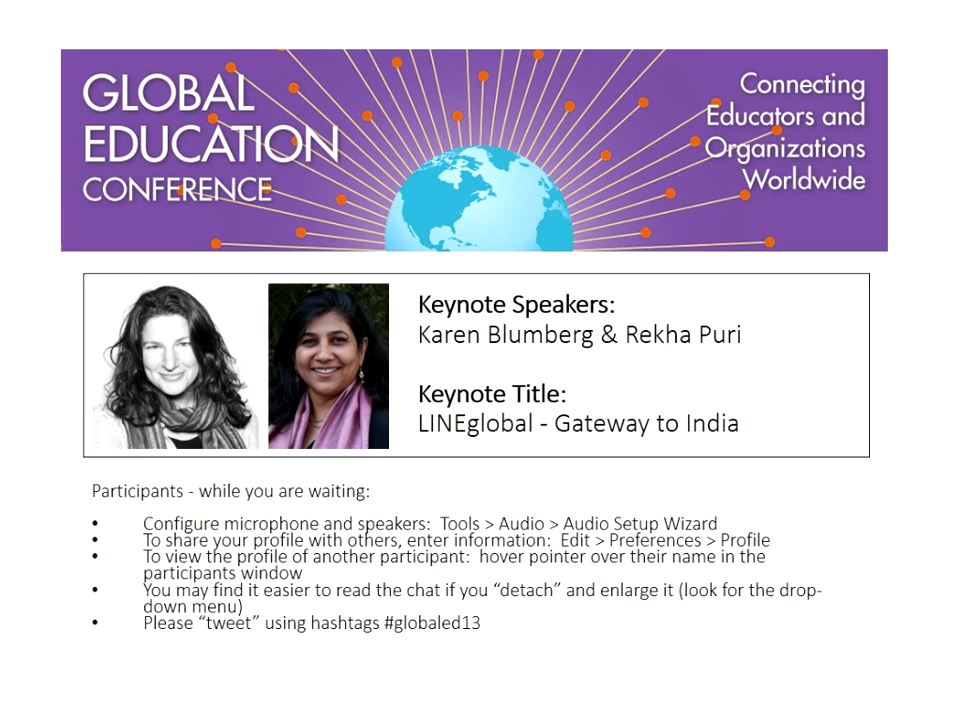 GLOBAL
EDUCATION
CONFERENCE
Connecting
Educators and
Organizations
Worldwide
Keynote Speakers:
Karen Blumberg & Rekha Puri
Keynote Title:
LINEglobal - Gateway to India
Participants - while you are waiting:
• Configure microphone and speakers: Tools > Audio > Audio Setup Wizard
• To share your profile with others, enter information: Edit > Preferences > Profile
• To view the profile of another participant: hover pointer over their name in the
participants window
• You may find it easier to read the chat if you “detach” and enlarge it (look for the drop-
down menu)
• Please “tweet” using hashtags #globaled13